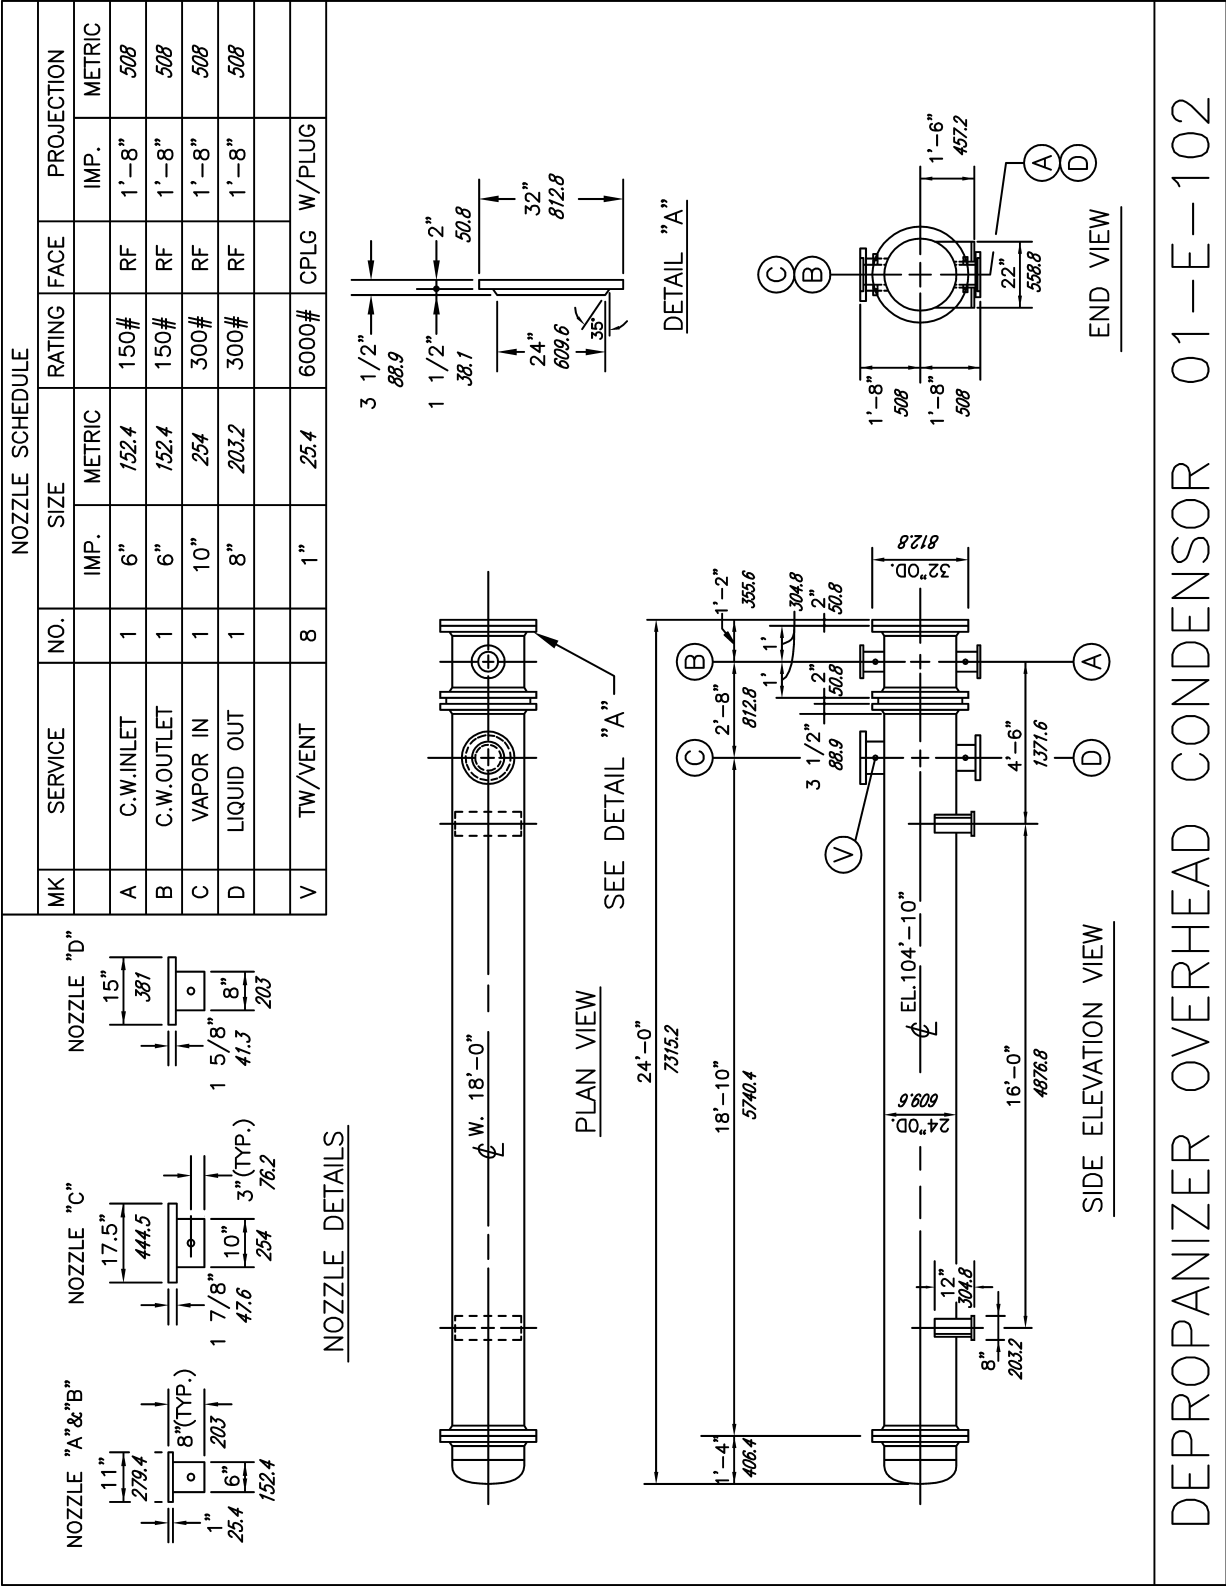 NOZZLE "A"&"B"
11"
279.4
8"(TYP.)
203
1"
25.4
6"
152.4
NOZZLE "C"
17.5"
444.5
3"(TYP.)
76.2
1 7/8"
47.6
10"
254
NOZZLE "D"
15"
381
1 5/8"
41.3
8"
203
NOZZLE DETAILS
NOZZLE SCHEDULE
MK SERVICE NO. SIZE RATING FACE PROJECTION
IMP. METRIC IMP. METRIC
A C.W.INLET 1 6" 152.4 150# RF 1'-8" 508
B C.W.OUTLET 1 6" 152.4 150# RF 1'-8" 508
C VAPOR IN 1 10" 254 300# RF 1'-8" 508
D LIQUID OUT 1 8" 203.2 300# RF 1'-8" 508
V TW/VENT 8 1" 25.4 6000# CPLG W/PLUG
℄ W. 18'-0"
SEE DETAIL "A"
PLAN VIEW
3 1/2"
88.9
1 1/2"
38.1
2"
50.8
24"
609.6
35°
32"
812.8
DETAIL "A"
24'-0"
7315.2
1'-4"
406.4
18'-10"
5740.4
2'-8"
812.8
1'-2"
355.6
C
B
1'
1'
304.8
3 1/2"
88.9
2"
50.8
2"
50.8
V
24"OD.
609.6
℄ EL.104'-10"
32"OD.
812.8
12"
304.8
8"
203.2
16'-0"
4876.8
4'-6"
1371.6
D
A
SIDE ELEVATION VIEW
C
B
1'-8"
508
1'-8"
508
22"
558.8
1'-6"
457.2
A
D
END VIEW
DEPROPANIZER OVERHEAD CONDENSOR 01-E-102